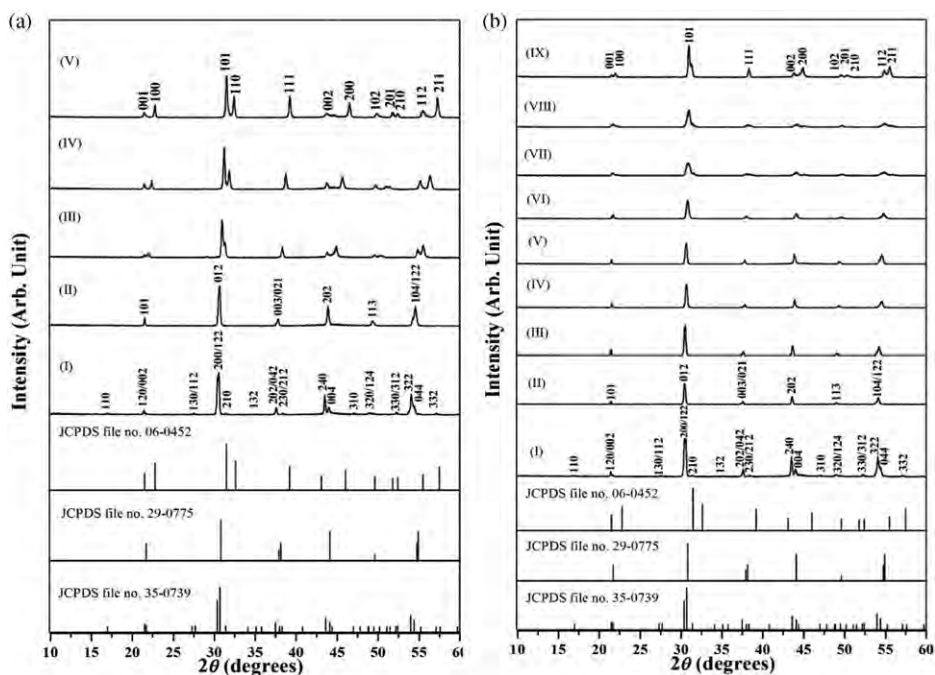 (a)
Intensity (Arb. Unit)
(V)
001
100
101
110
111
002
200
102
201
210
112
211
(IV)
(III)
(II)
101
012
003/021
202
113
104/122
(I)
110
120/002
130/112
200/122
210
132
202/042
230/212
240
004
310
320/124
330/312
322
044
332
JCPDS file no. 06-0452
JCPDS file no. 29-0775
JCPDS file no. 35-0739
10 15 20 25 30 35 40 45 50 55 60
2θ (degrees)
(b)
Intensity (Arb. Unit)
(IX)
001
100
101
111
002
200
102
201
210
112
211
(VIII)
(VII)
(VI)
(V)
(IV)
(III)
(II)
101
012
003/021
202
113
104/122
(I)
110
120/002
130/112
200/122
210
132
202/042
230/212
240
004
310
320/124
330/312
322
044
332
JCPDS file no. 06-0452
JCPDS file no. 29-0775
JCPDS file no. 35-0739
10 15 20 25 30 35 40 45 50 55 60
2θ (degrees)